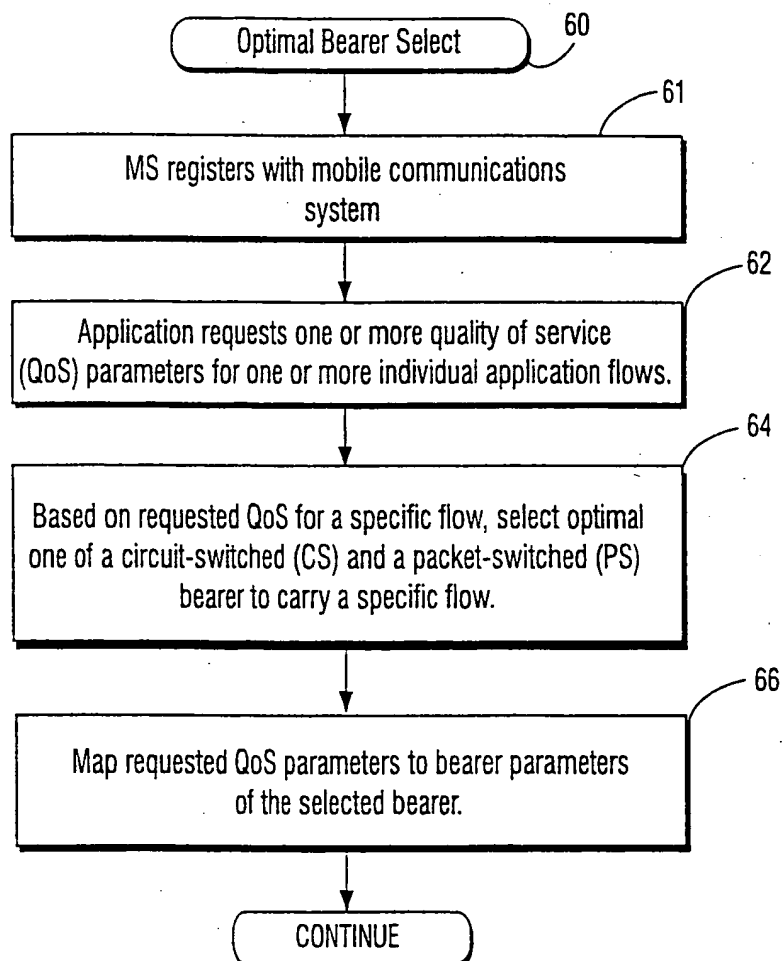 Optimal Bearer Select
60
61
MS registers with mobile communications
system
62
Application requests one or more quality of service
(QoS) parameters for one or more individual application flows.
64
Based on requested QoS for a specific flow, select optimal
one of a circuit-switched (CS) and a packet-switched (PS)
bearer to carry a specific flow.
66
Map requested QoS parameters to bearer parameters
of the selected bearer.
CONTINUE